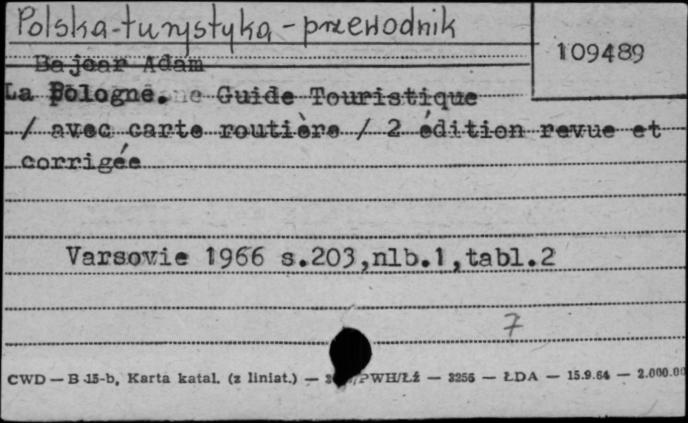 Polska-turystyka-przewodnik
109489
Bajcar Adam
La Pologne. Guide Touristique
/ avec carte routière / 2 édition revue et
corrigée
Varsovie 1966 s.203,nlb.1,tabl.2
7
CWD — B 15-b, Karta katal. (z liniat.) — PWH/Łź — 3256 — ŁDA — 15.9.64 — 2.000.00